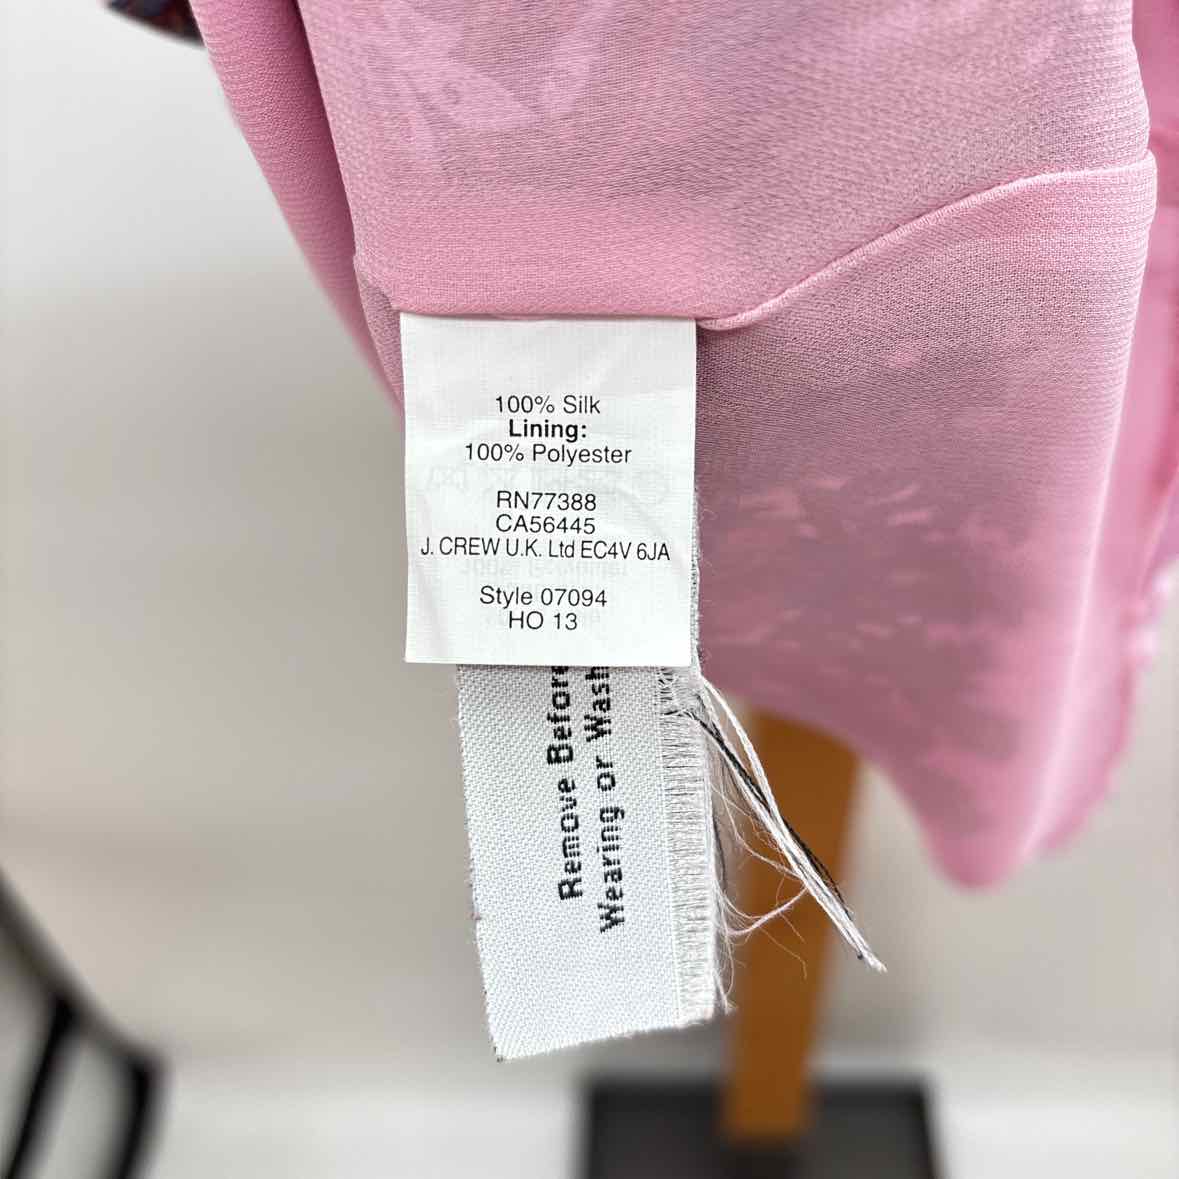 100% Silk
Lining:
100% Polyester
RN77388
CA56445
J. CREW U.K. Ltd EC4V 6JA
Style 07094
HO 13
Remove Before
Wearing or Wash